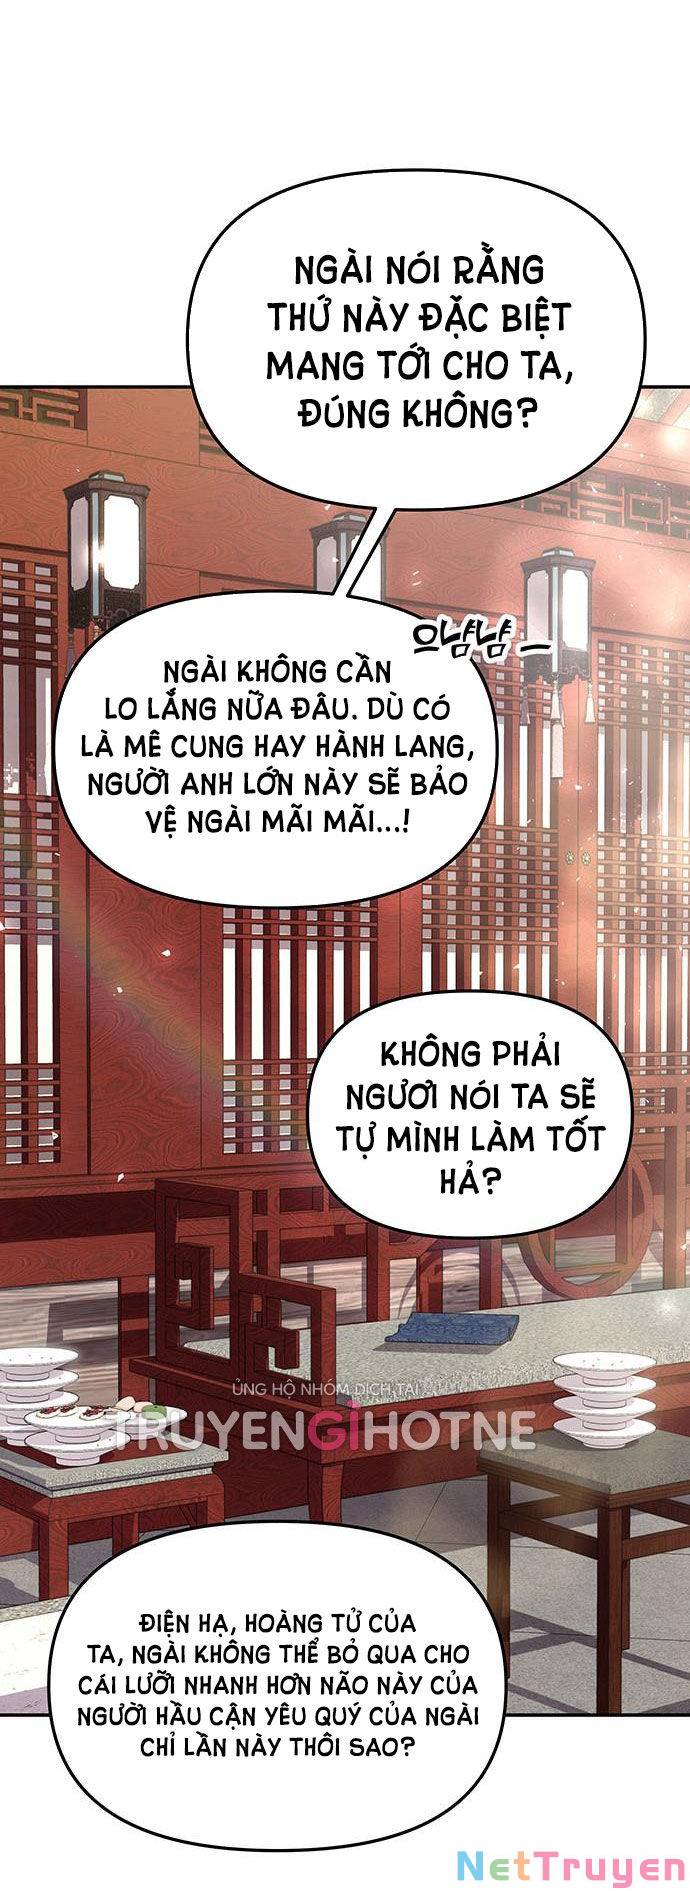 NGÀI NÓI RẰNG
THỨ NÀY ĐẶC BIỆT
MANG TỚI CHO TA,
ĐÚNG KHÔNG?
으냠냠
NGÀI KHÔNG CẦN
LO LẮNG NỮA ĐÂU. DÙ CÓ
LÀ MÊ CUNG HAY HÀNH LANG,
NGƯỜI ANH LỚN NÀY SẼ BẢO
VỆ NGÀI MÃI MÃI...!
KHÔNG PHẢI
NGƯƠI NÓI TA SẼ
TỰ MÌNH LÀM TỐT
HẢ?
ỦNG HỘ NHÓM DỊCH TẠI
TRUYENGIHOTNE
ĐIỆN HẠ, HOÀNG TỬ CỦA
TA, NGÀI KHÔNG THỂ BỎ QUA CHO
CÁI LƯỠI NHANH HƠN NÃO NÀY CỦA
NGƯỜI HẦU CẬN YÊU QUÝ CỦA NGÀI
CHỈ LẦN NÀY THÔI SAO?
NetTruyen